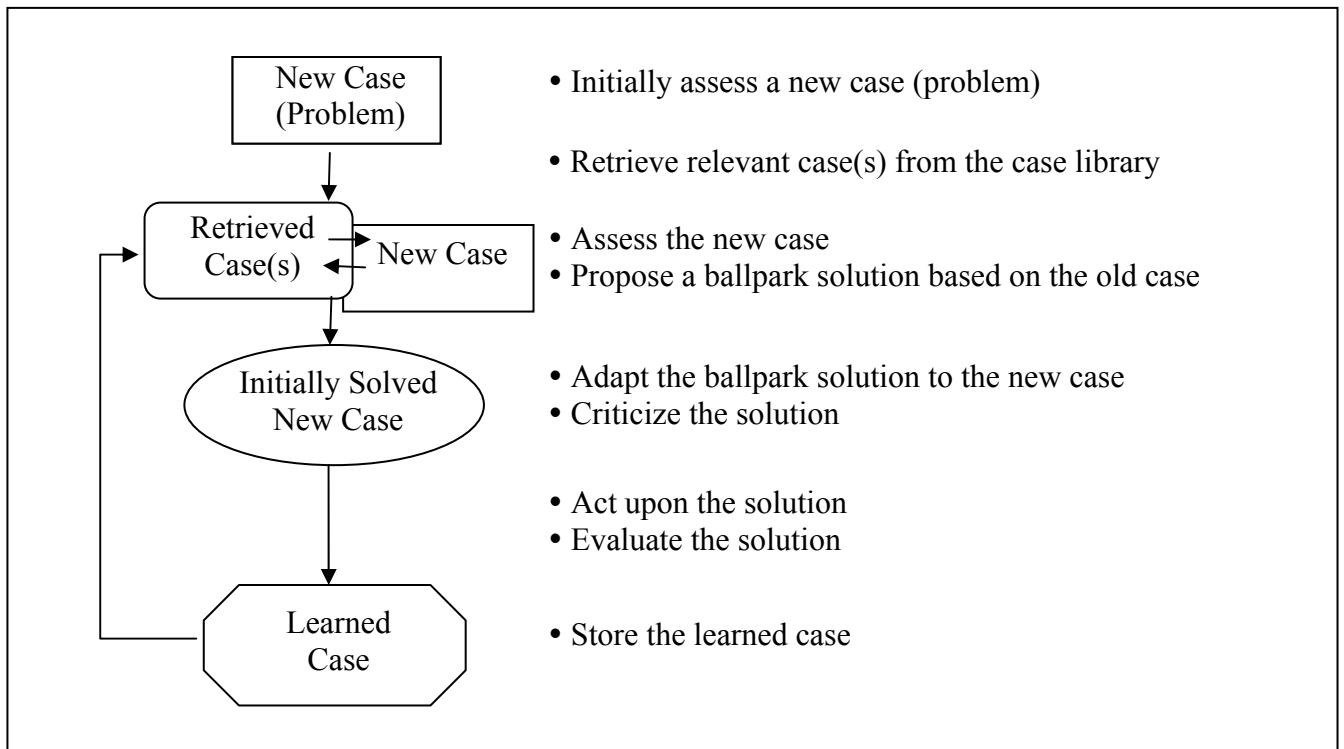 New Case
(Problem)
• Initially assess a new case (problem)
• Retrieve relevant case(s) from the case library
Retrieved
Case(s)
New Case
• Assess the new case
• Propose a ballpark solution based on the old case
Initially Solved
New Case
• Adapt the ballpark solution to the new case
• Criticize the solution
• Act upon the solution
• Evaluate the solution
Learned
Case
• Store the learned case